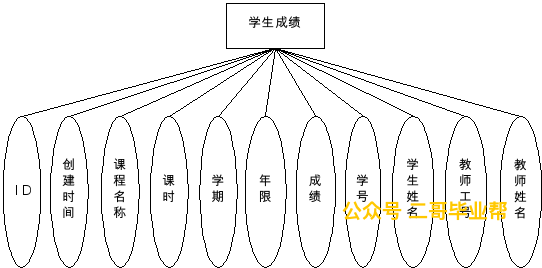 学生成绩
ID
创建时间
课程名称
课时
学期
年限
成绩
学号
学生姓名
教师工号
教师姓名
公众号 二哥毕业帮